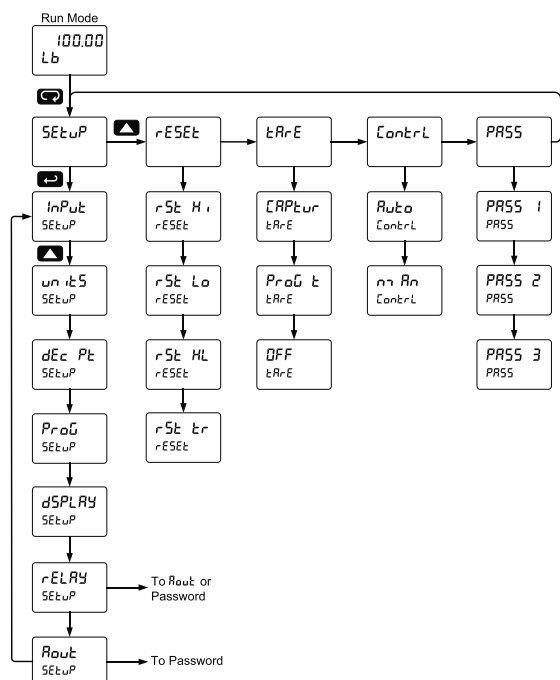 Run Mode
100.00
Lb
SEtuP
rESEt
tArE
ContrL
PASS
InPut
SEtuP
rSt Hi
rESEt
CAPtur
tArE
Auto
ContrL
PASS 1
PASS
unitS
SEtuP
rSt Lo
rESEt
ProG t
tArE
mAn
ContrL
PASS 2
PASS
dEc Pt
SEtuP
rSt HL
rESEt
OFF
tArE
PASS 3
PASS
ProG
SEtuP
rSt tr
rESEt
dSPLAY
SEtuP
rELAY
SEtuP
To Aout or
Password
Aout
SEtuP
To Password